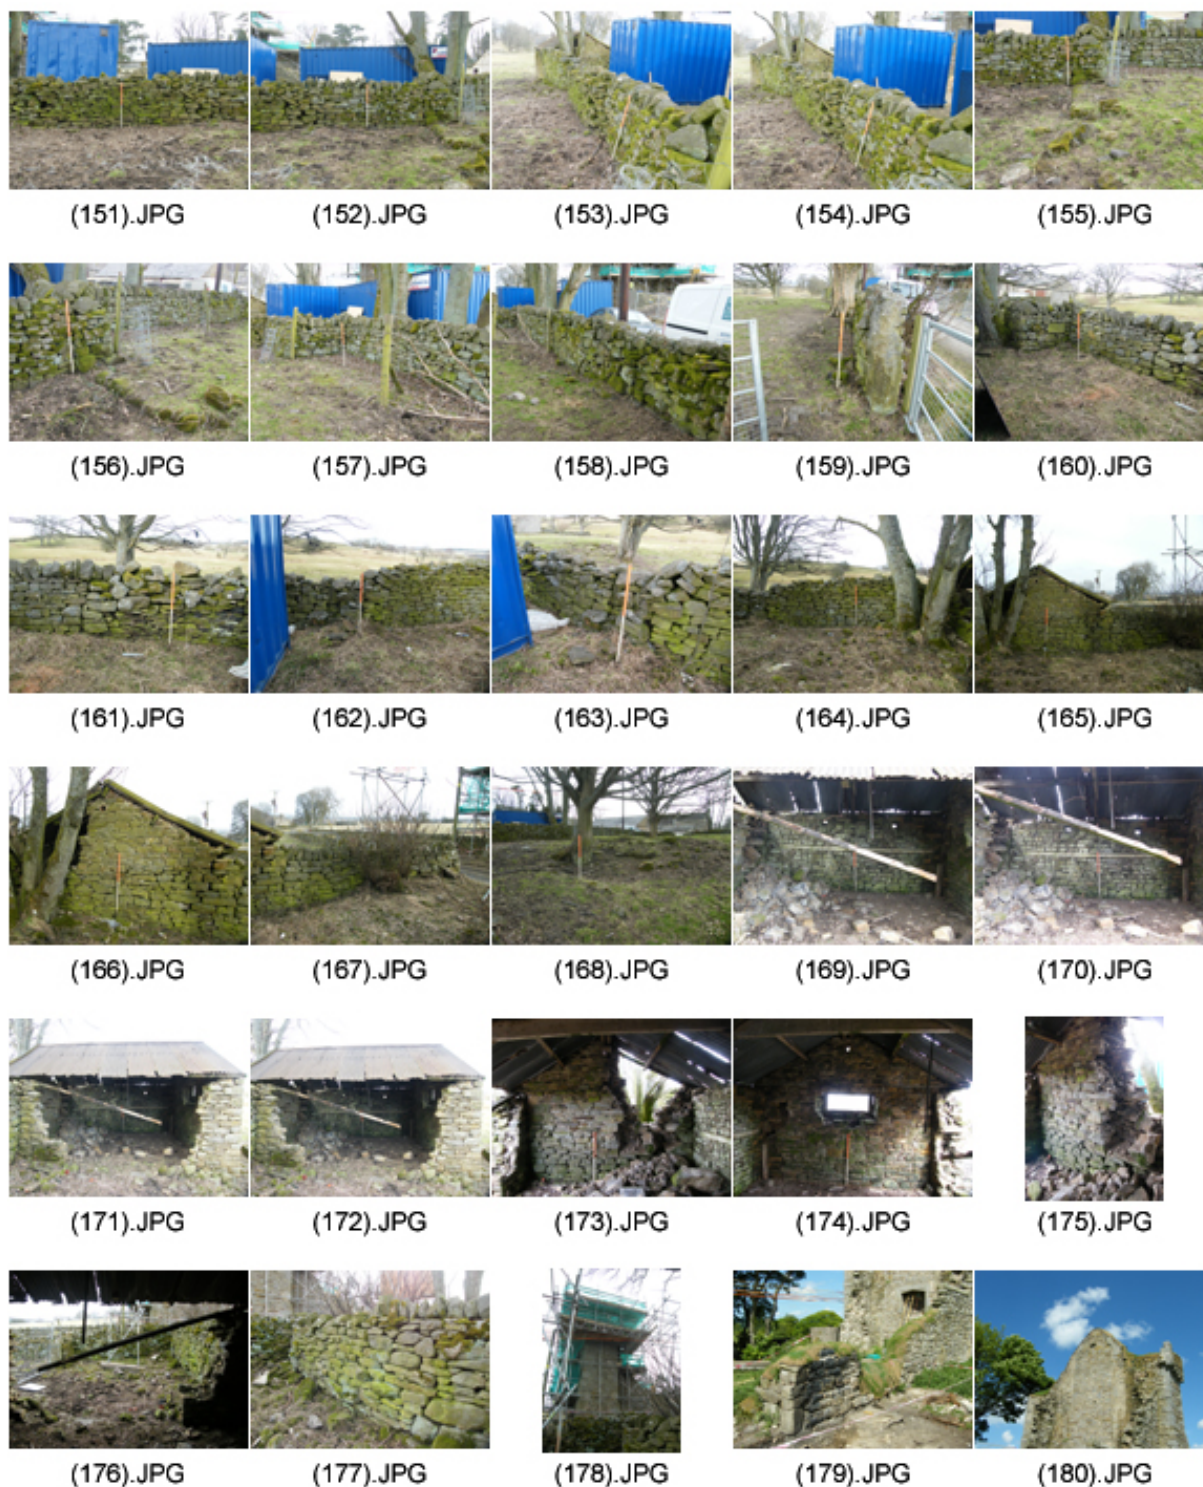 (151).JPG (152).JPG (153).JPG (154).JPG (155).JPG
(156).JPG (157).JPG (158).JPG (159).JPG (160).JPG
(161).JPG (162).JPG (163).JPG (164).JPG (165).JPG
(166).JPG (167).JPG (168).JPG (169).JPG (170).JPG
(171).JPG (172).JPG (173).JPG (174).JPG (175).JPG
(176).JPG (177).JPG (178).JPG (179).JPG (180).JPG